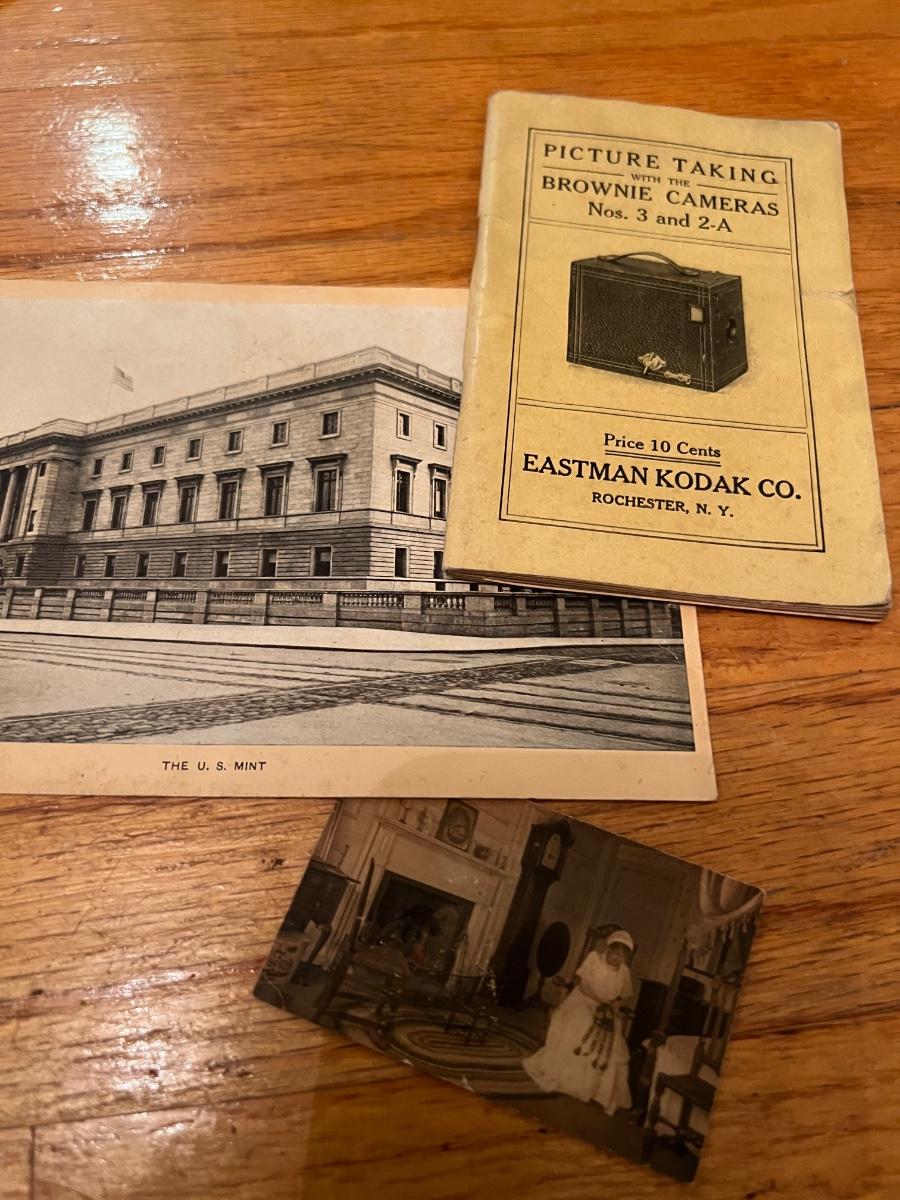 PICTURE TAKING
WITH THE
BROWNIE CAMERAS
Nos. 3 and 2-A
Price 10 Cents
EASTMAN KODAK CO.
ROCHESTER, N. Y.
THE U. S. MINT